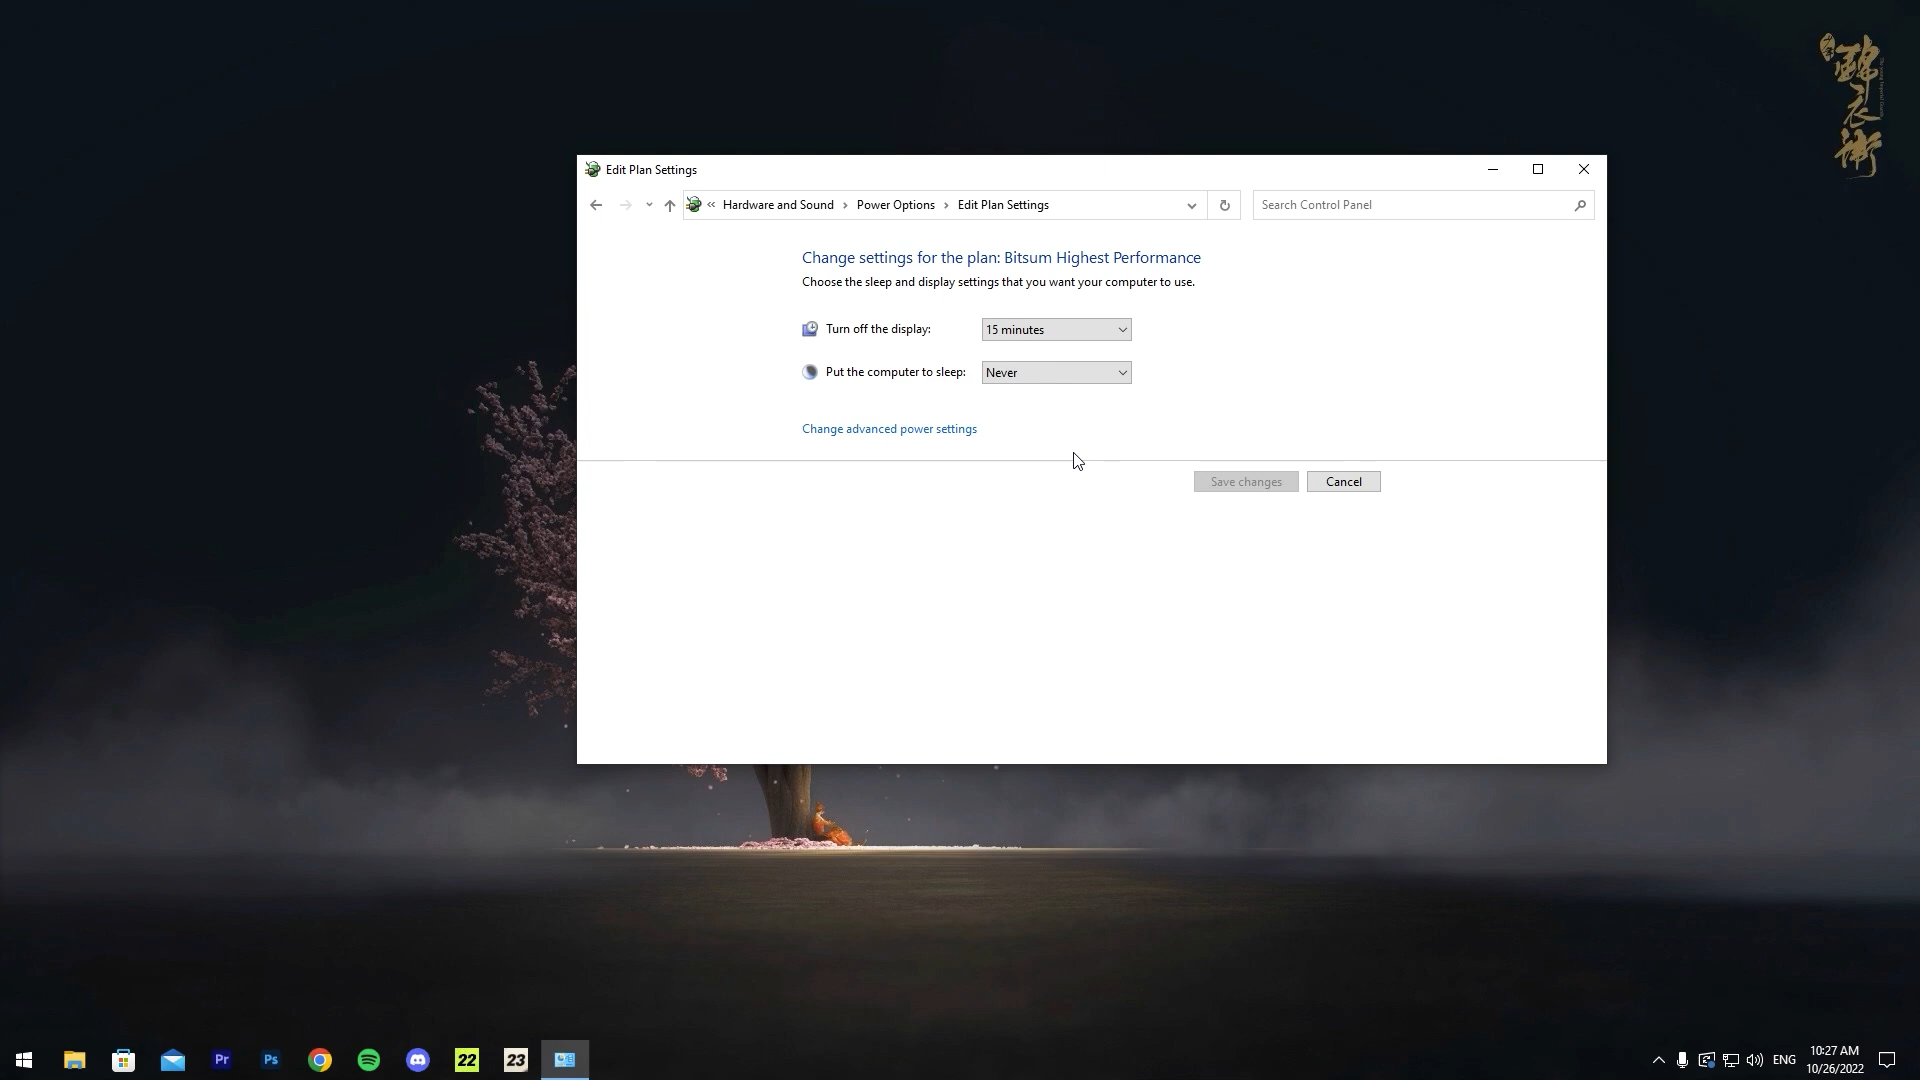 錦衣衛
Edit Plan Settings
« Hardware and Sound › Power Options › Edit Plan Settings
Search Control Panel
Change settings for the plan: Bitsum Highest Performance
Choose the sleep and display settings that you want your computer to use.
Turn off the display: 15 minutes
Put the computer to sleep: Never
Change advanced power settings
Save changes Cancel
Pr Ps 22 23
ENG
10:27 AM
10/26/2022